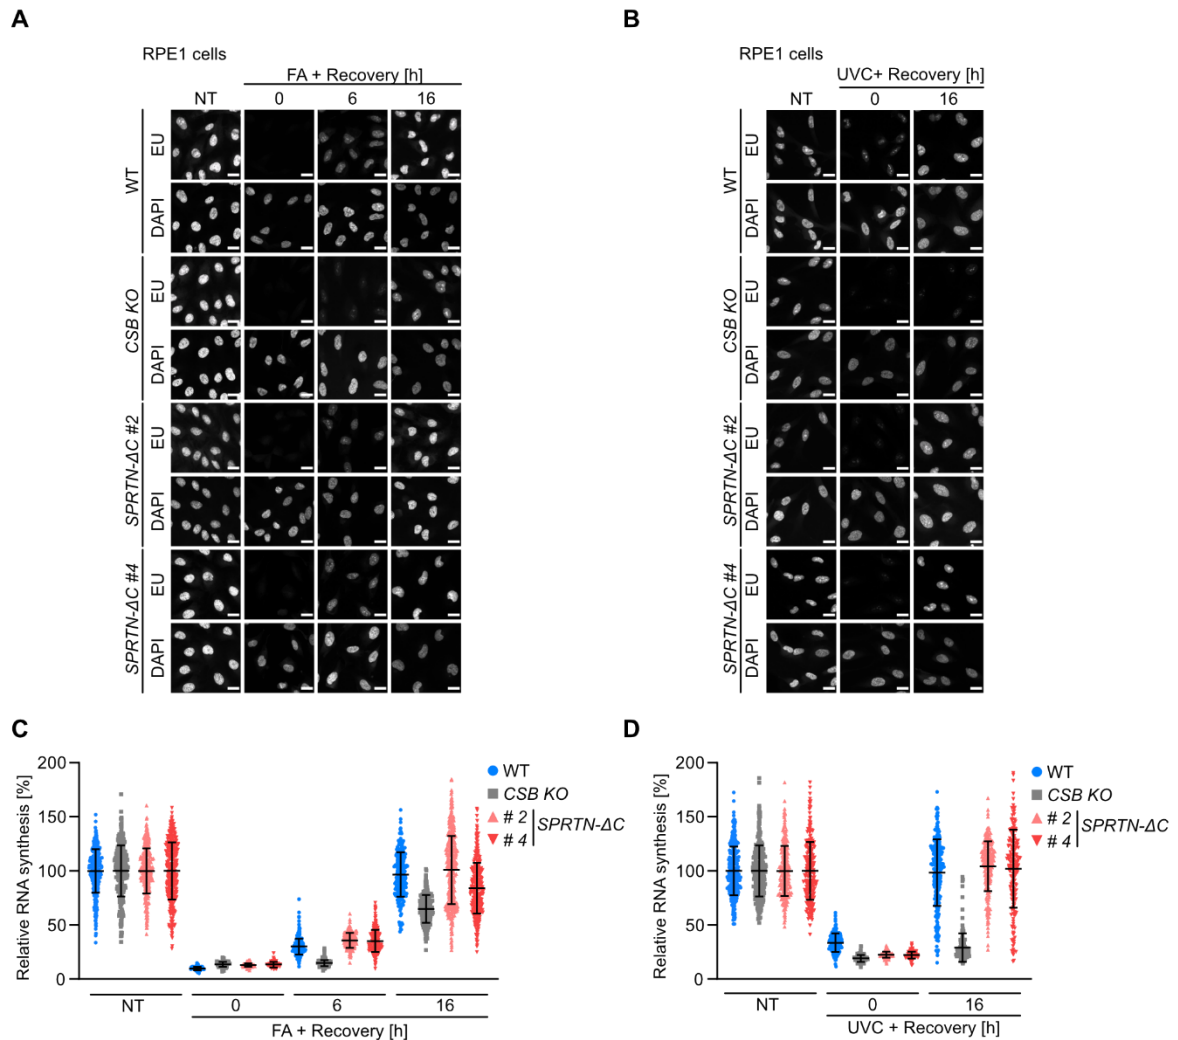 A
RPE1 cells
FA + Recovery [h]
NT 0 6 16
WT
EU
DAPI
CSB KO
EU
DAPI
SPRTN-ΔC #2
EU
DAPI
SPRTN-ΔC #4
EU
DAPI
B
RPE1 cells
UVC+ Recovery [h]
NT 0 16
WT
EU
DAPI
CSB KO
EU
DAPI
SPRTN-ΔC #2
EU
DAPI
SPRTN-ΔC #4
EU
DAPI
C
Relative RNA synthesis [%]
200
150
100
50
0
WT
CSB KO
# 2
# 4
SPRTN-ΔC
NT 0 6 16
FA + Recovery [h]
D
Relative RNA synthesis [%]
200
150
100
50
0
WT
CSB KO
# 2
# 4
SPRTN-ΔC
NT 0 16
UVC + Recovery [h]